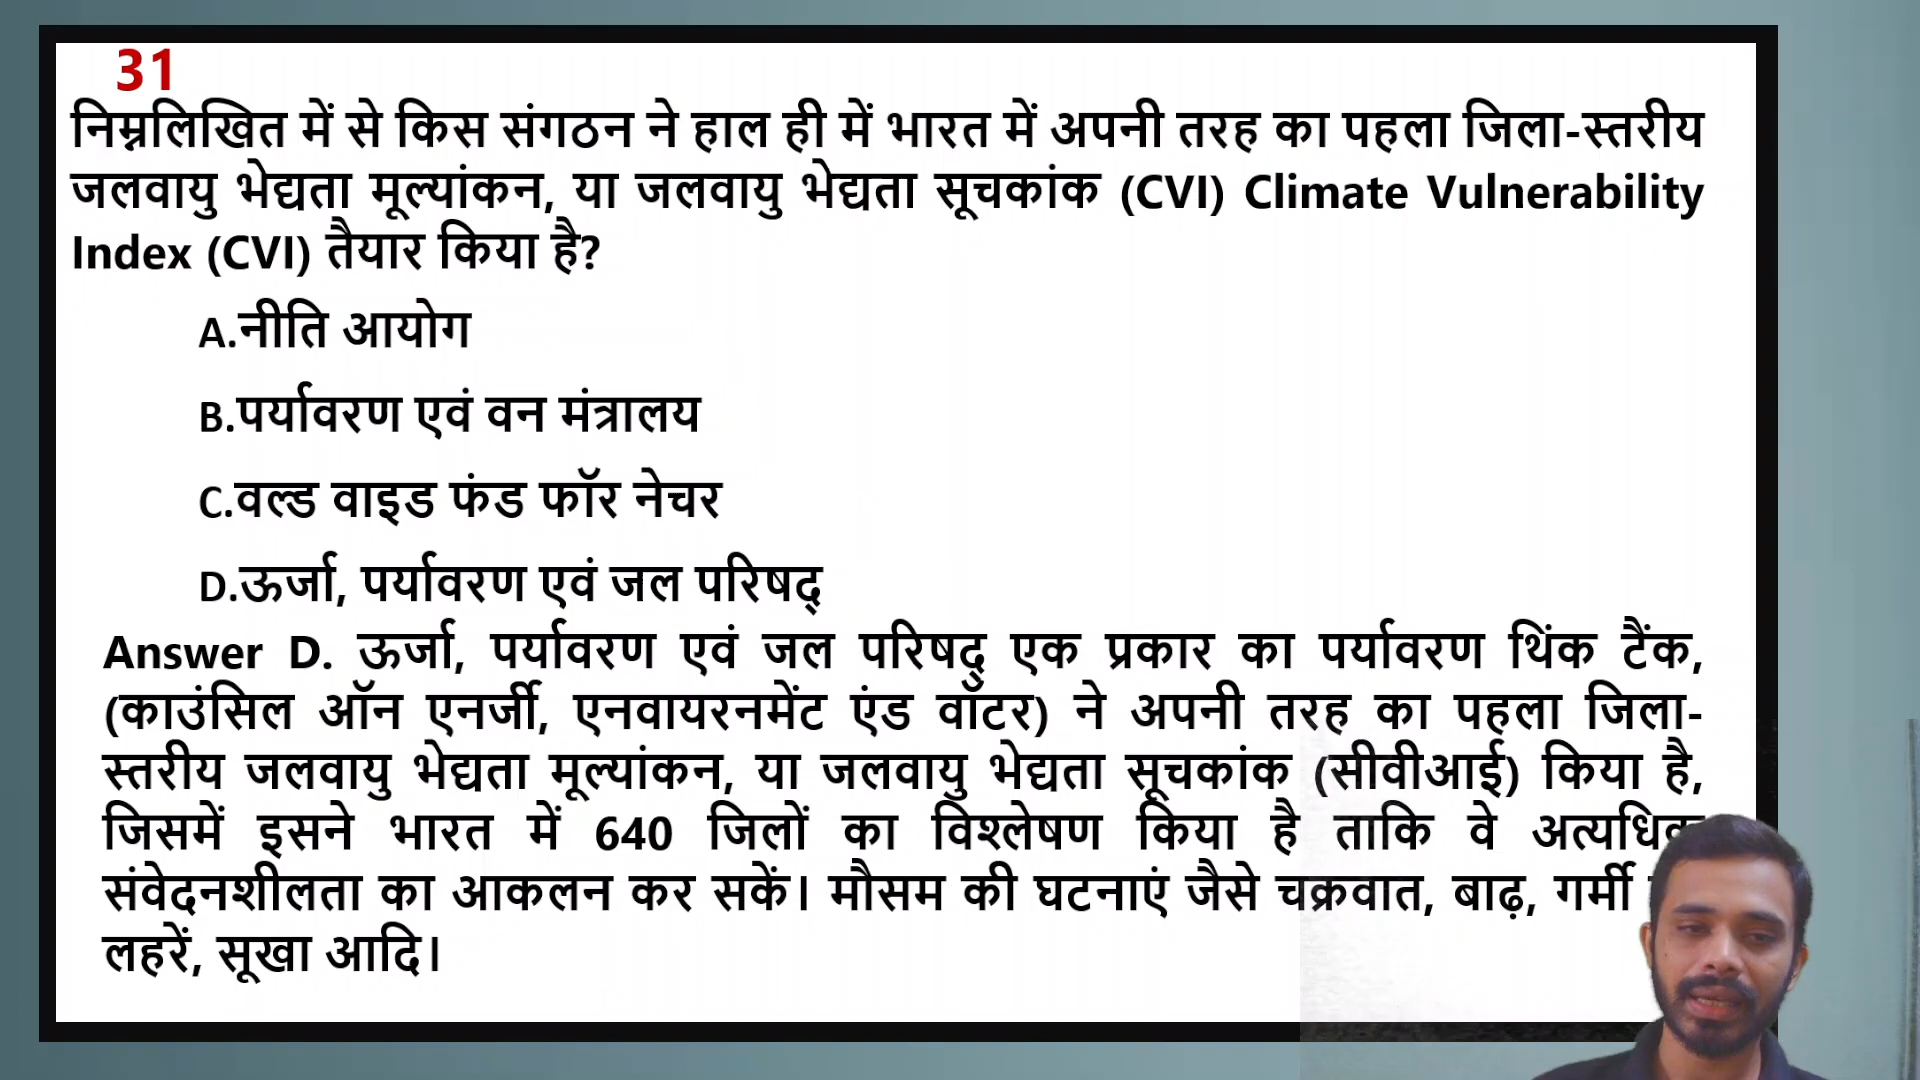 31
निम्नलिखित में से किस संगठन ने हाल ही में भारत में अपनी तरह का पहला जिला-स्तरीय
जलवायु भेद्यता मूल्यांकन, या जलवायु भेद्यता सूचकांक (CVI) Climate Vulnerability
Index (CVI) तैयार किया है?
A.नीति आयोग
B.पर्यावरण एवं वन मंत्रालय
C.वल्ड वाइड फंड फॉर नेचर
D.ऊर्जा, पर्यावरण एवं जल परिषद्
Answer D. ऊर्जा, पर्यावरण एवं जल परिषद् एक प्रकार का पर्यावरण थिंक टैंक,
(काउंसिल ऑन एनर्जी, एनवायरनमेंट एंड वॉटर) ने अपनी तरह का पहला जिला-
स्तरीय जलवायु भेद्यता मूल्यांकन, या जलवायु भेद्यता सूचकांक (सीवीआई) किया है,
जिसमें इसने भारत में 640 जिलों का विश्लेषण किया है ताकि वे अत्यधिक
संवेदनशीलता का आकलन कर सकें। मौसम की घटनाएं जैसे चक्रवात, बाढ़, गर्मी
लहरें, सूखा आदि।